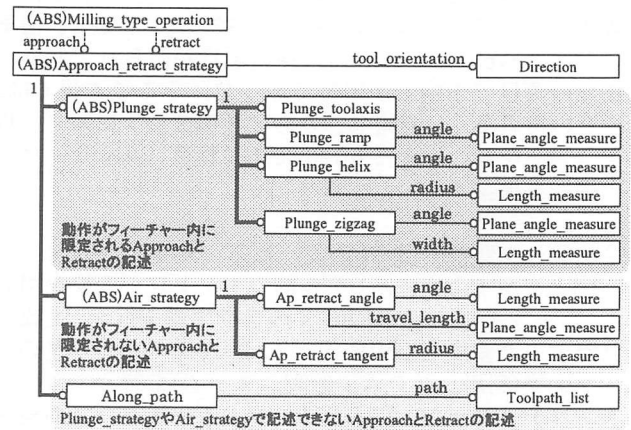 (ABS)Milling_type_operation
approach retract
(ABS)Approach_retract_strategy tool_orientation Direction
1
(ABS)Plunge_strategy 1 Plunge_toolaxis
Plunge_ramp angle Plane_angle_measure
Plunge_helix angle Plane_angle_measure
radius Length_measure
Plunge_zigzag angle Plane_angle_measure
width Length_measure
動作がフィーチャー内に
限定されるApproachと
Retractの記述
(ABS)Air_strategy 1 Ap_retract_angle angle Length_measure
travel_length Plane_angle_measure
Ap_retract_tangent radius Length_measure
動作がフィーチャー内に
限定されないApproachと
Retractの記述
Along_path path Toolpath_list
Plunge_strategyやAir_strategyで記述できないApproachとRetractの記述